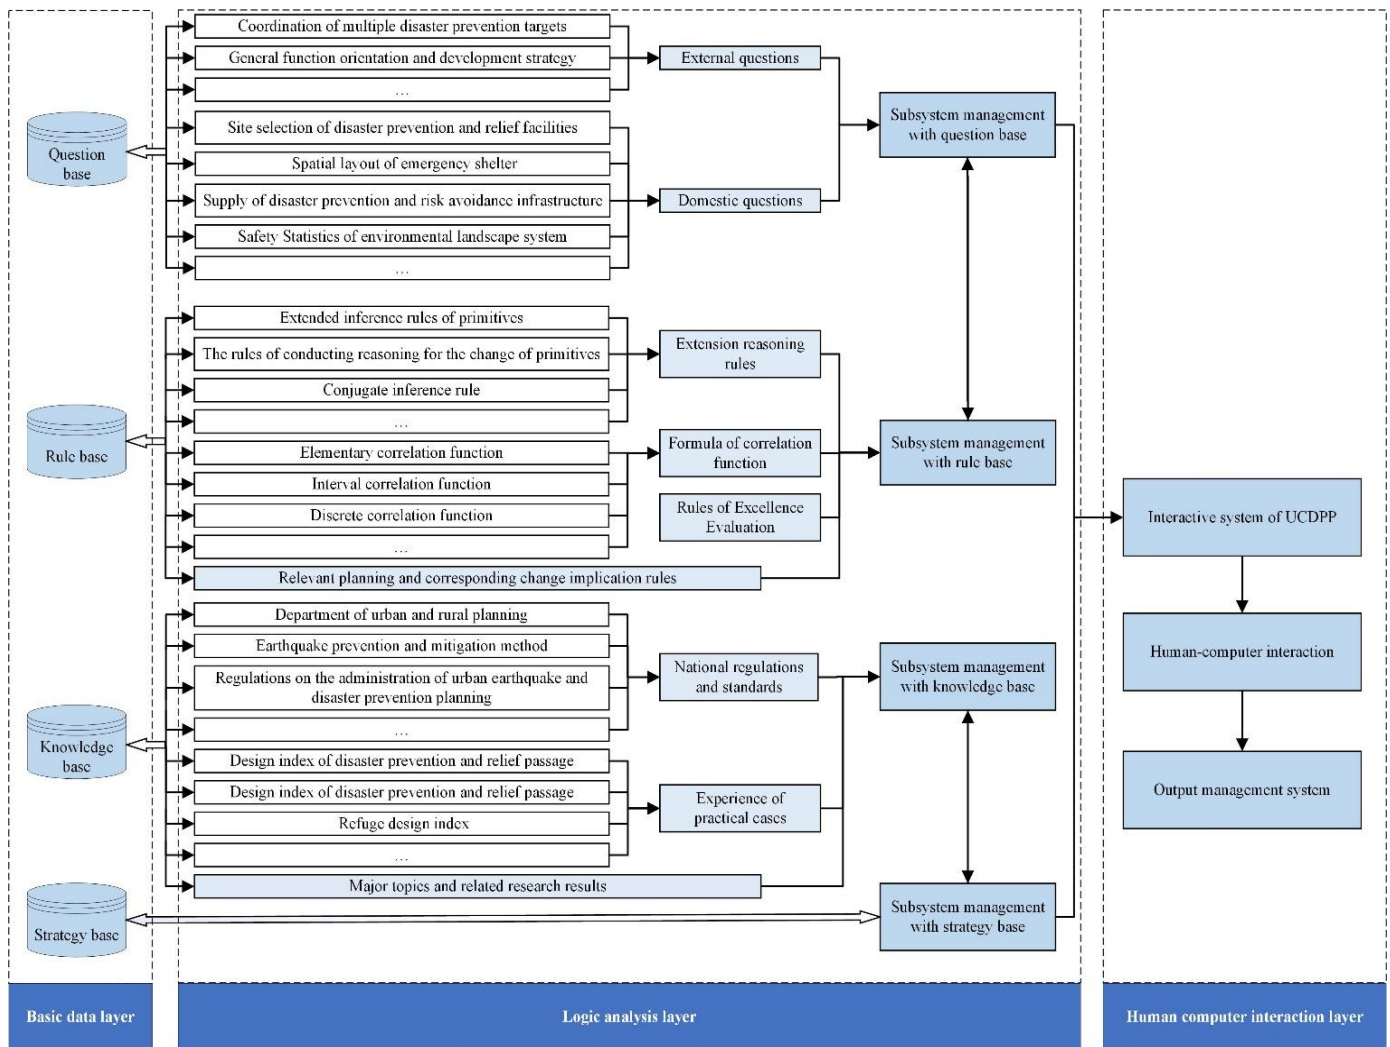 Question
base
Coordination of multiple disaster prevention targets
General function orientation and development strategy
...
Site selection of disaster prevention and relief facilities
Spatial layout of emergency shelter
Supply of disaster prevention and risk avoidance infrastructure
Safety Statistics of environmental landscape system
...
External questions
Domestic questions
Subsystem management
with question base
Rule base
Extended inference rules of primitives
The rules of conducting reasoning for the change of primitives
Conjugate inference rule
...
Elementary correlation function
Interval correlation function
Discrete correlation function
...
Relevant planning and corresponding change implication rules
Extension reasoning
rules
Formula of correlation
function
Rules of Excellence
Evaluation
Subsystem management
with rule base
Knowledge
base
Department of urban and rural planning
Earthquake prevention and mitigation method
Regulations on the administration of urban earthquake and
disaster prevention planning
...
Design index of disaster prevention and relief passage
Design index of disaster prevention and relief passage
Refuge design index
...
Major topics and related research results
National regulations
and standards
Experience of
practical cases
Subsystem management
with knowledge base
Strategy base
Subsystem management
with strategy base
Interactive system of UCDPP
Human-computer interaction
Output management system
Basic data layer
Logic analysis layer
Human computer interaction layer